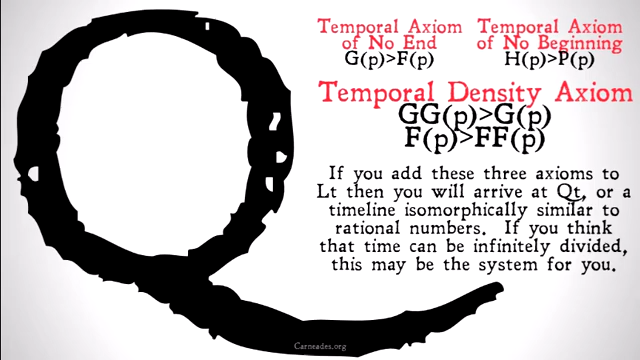 Temporal Axiom
of No End
G(p)>F(p)
Temporal Axiom
of No Beginning
H(p)>P(p)
Temporal Density Axiom
GG(p)>G(p)
F(p)>FF(p)
If you add these three axioms to
Lt then you will arrive at Qt, or a
timeline isomorphically similar to
rational numbers. If you think
that time can be infinitely divided,
this may be the system for you.
Q
Carneades.org